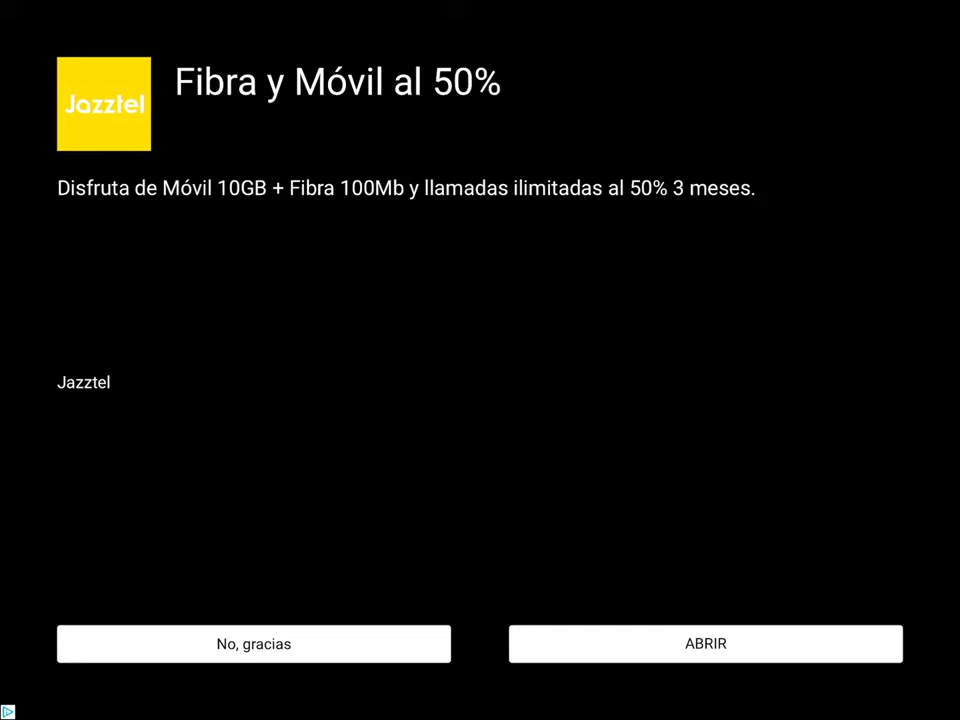 Jazztel
Fibra y Móvil al 50%
Disfruta de Móvil 10GB + Fibra 100Mb y llamadas ilimitadas al 50% 3 meses.
Jazztel
No, gracias
ABRIR